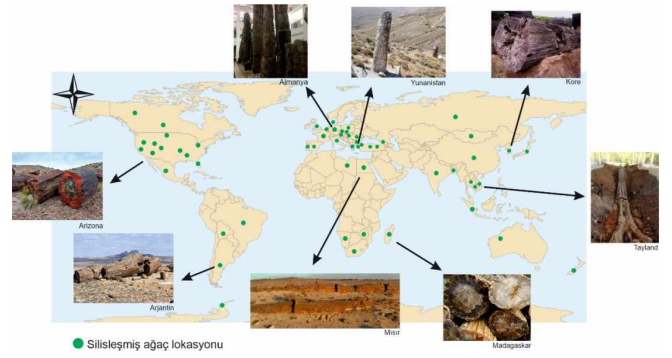 Almanya
Yunanistan
Kore
Arizona
Tayland
Arjantin
Mısır
Madagaskar
Silisleşmiş ağaç lokasyonu